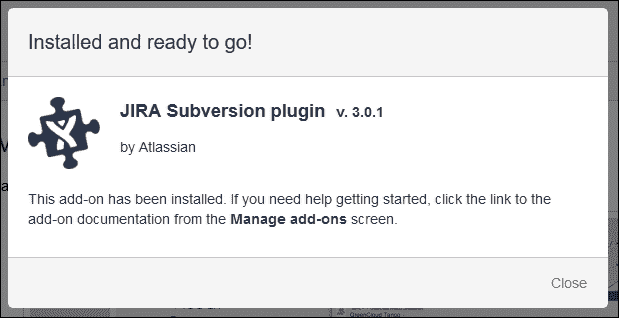 Installed and ready to go!
JIRA Subversion plugin v. 3.0.1
by Atlassian
This add-on has been installed. If you need help getting started, click the link to the
add-on documentation from the Manage add-ons screen.
Close
GreenCloud Tango